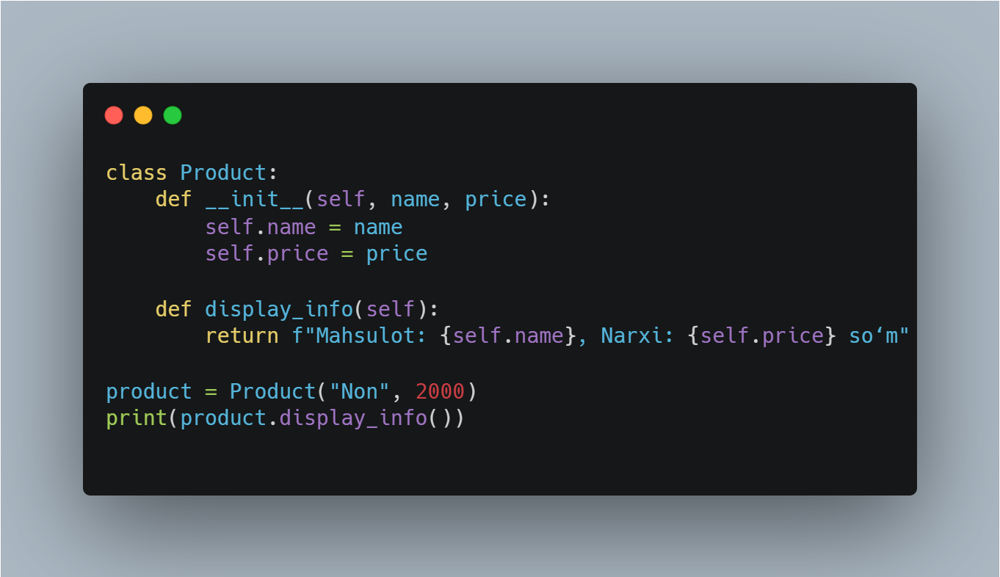 class Product:
    def __init__(self, name, price):
        self.name = name
        self.price = price

    def display_info(self):
        return f"Mahsulot: {self.name}, Narxi: {self.price} so‘m"

product = Product("Non", 2000)
print(product.display_info())